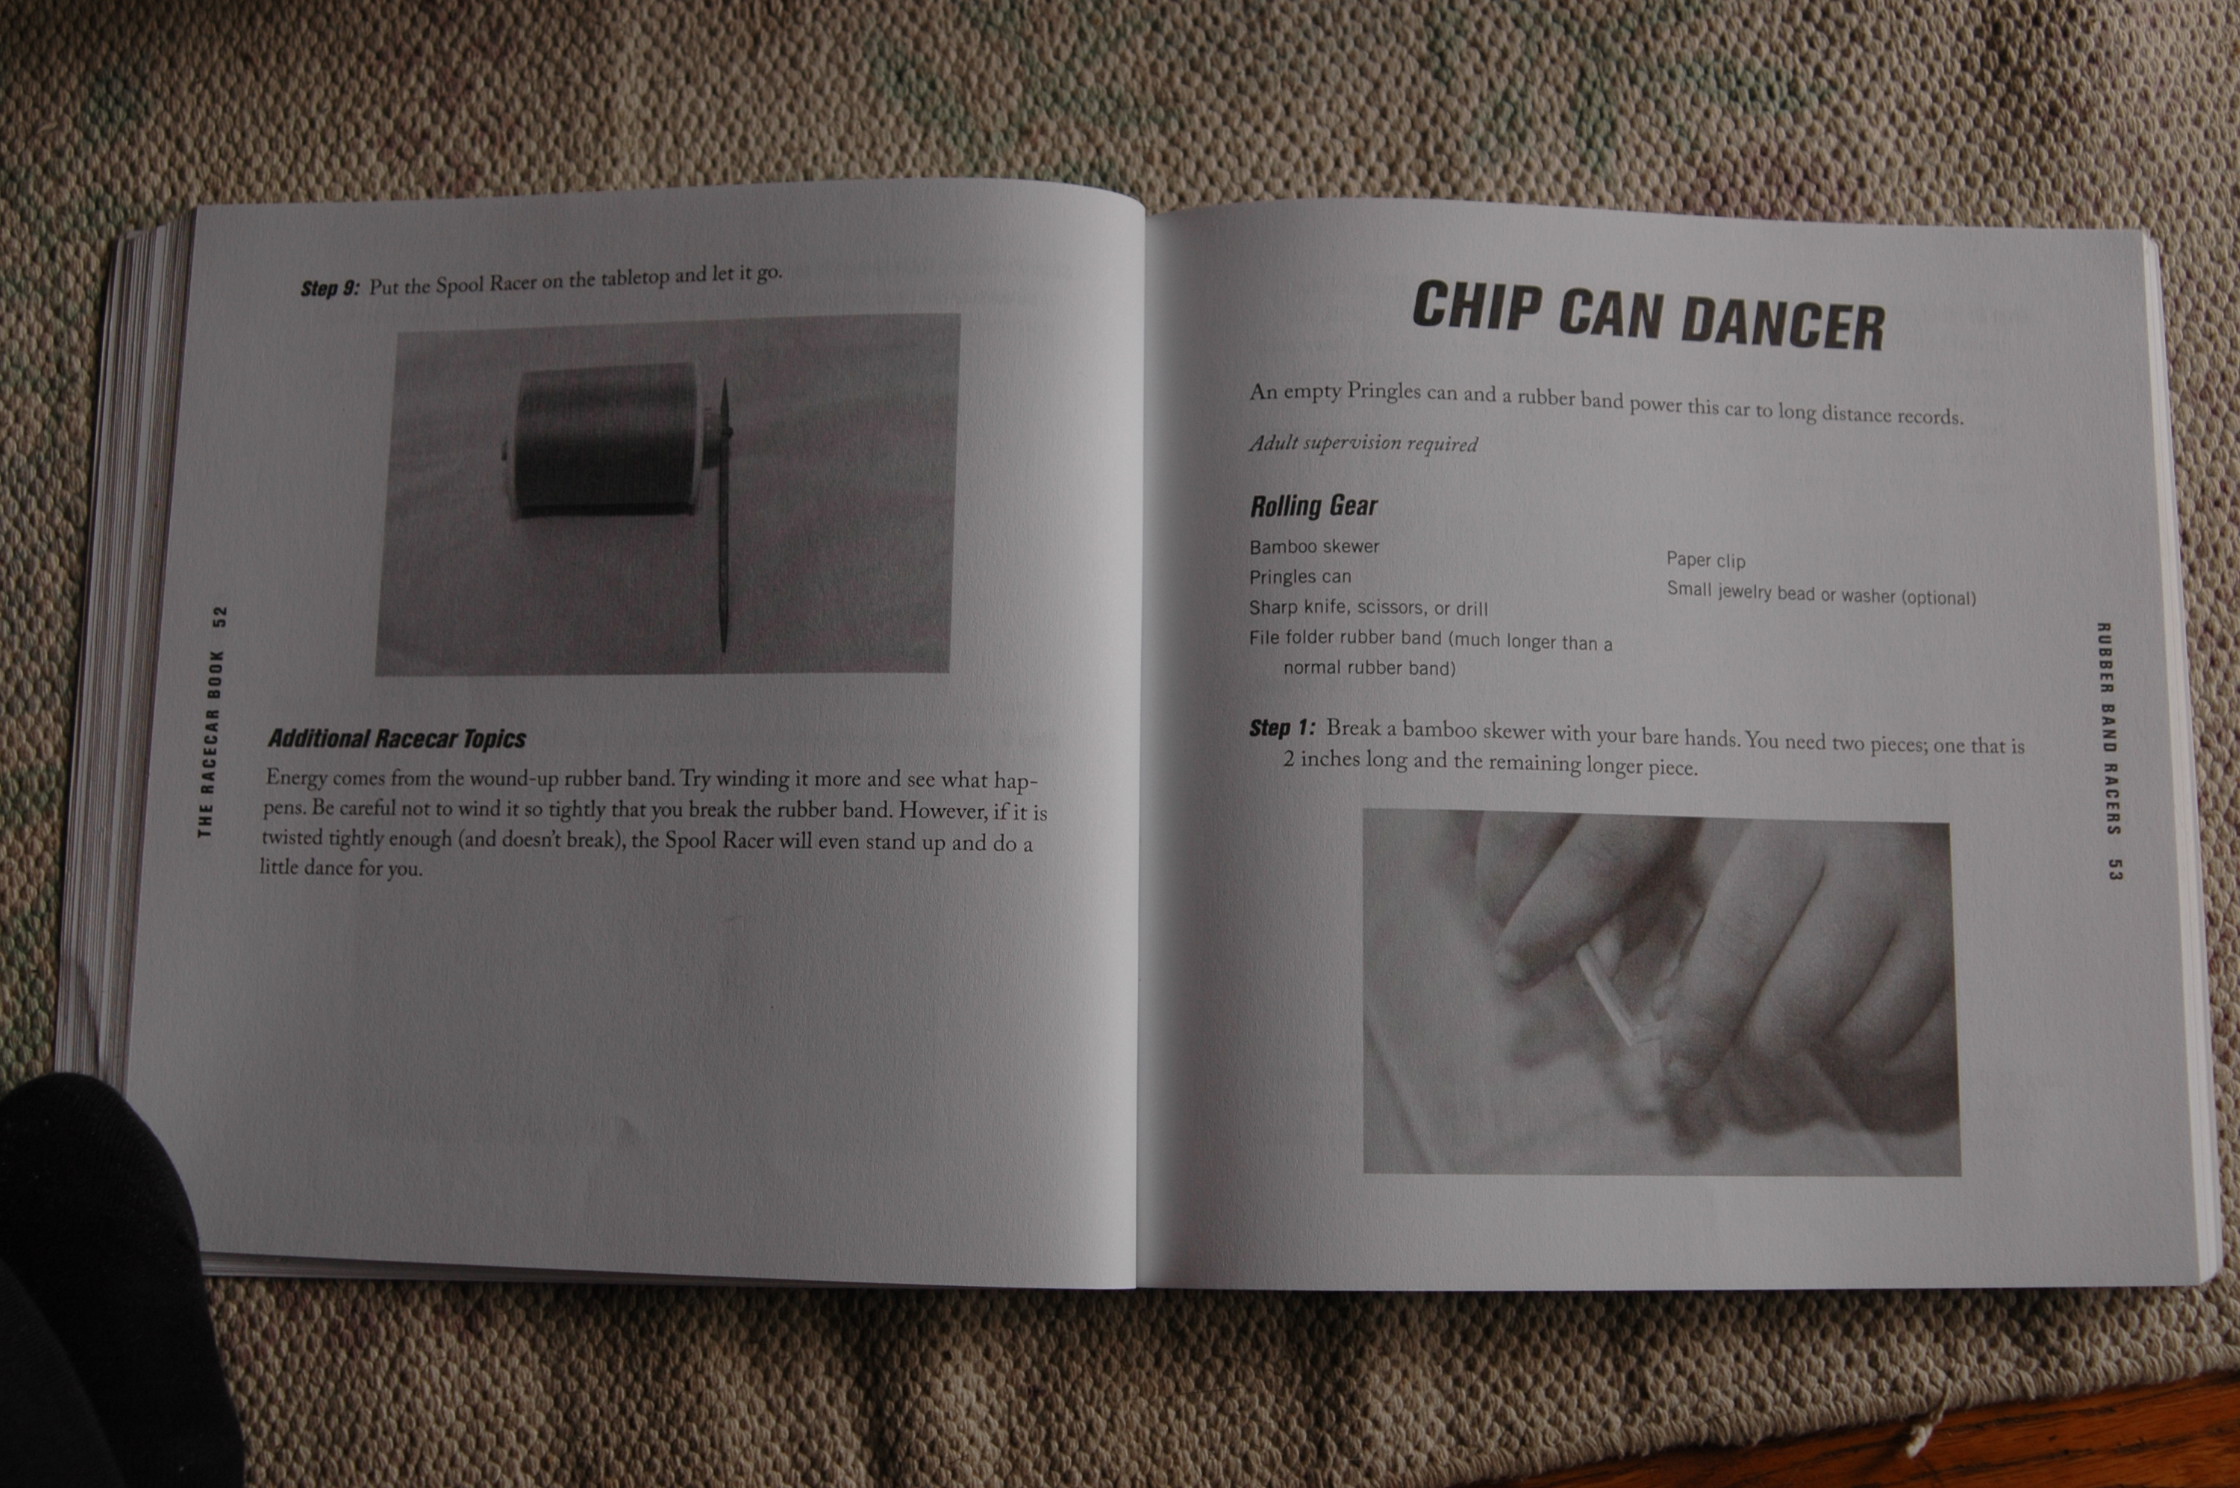 Step 9: Put the Spool Racer on the tabletop and let it go.
Additional Racecar Topics
Energy comes from the wound-up rubber band. Try winding it more and see what hap-
pens. Be careful not to wind it so tightly that you break the rubber band. However, if it is
twisted tightly enough (and doesn't break), the Spool Racer will even stand up and do a
little dance for you.
THE RACECAR BOOK 52
CHIP CAN DANCER
An empty Pringles can and a rubber band power this car to long distance records.
Adult supervision required
Rolling Gear
Bamboo skewer
Pringles can
Sharp knife, scissors, or drill
File folder rubber band (much longer than a
normal rubber band)
Paper clip
Small jewelry bead or washer (optional)
Step 1: Break a bamboo skewer with your bare hands. You need two pieces; one that is
2 inches long and the remaining longer piece.
RUBBER BAND RACERS 53